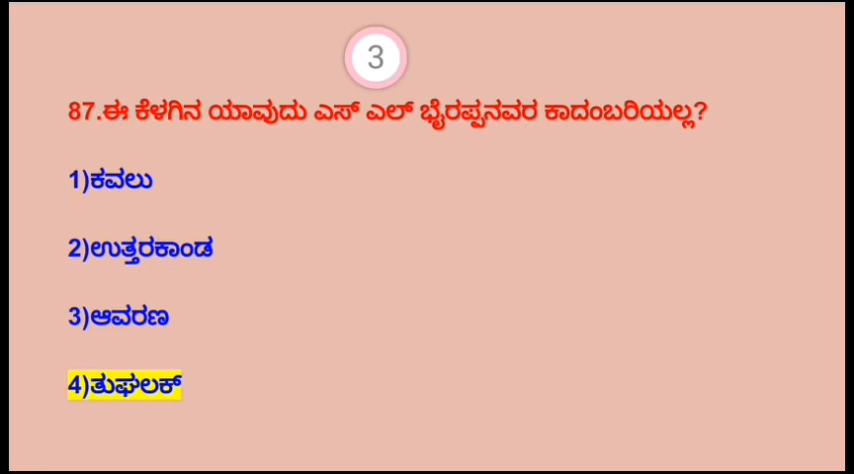 3
87.ಈ ಕೆಳಗಿನ ಯಾವುದು ಎಸ್ ಎಲ್ ಭೈರಪ್ಪನವರ ಕಾದಂಬರಿಯಲ್ಲ?
1)ಕವಲು
2)ಉತ್ತರಕಾಂಡ
3)ಆವರಣ
4)ತುಘಲಕ್